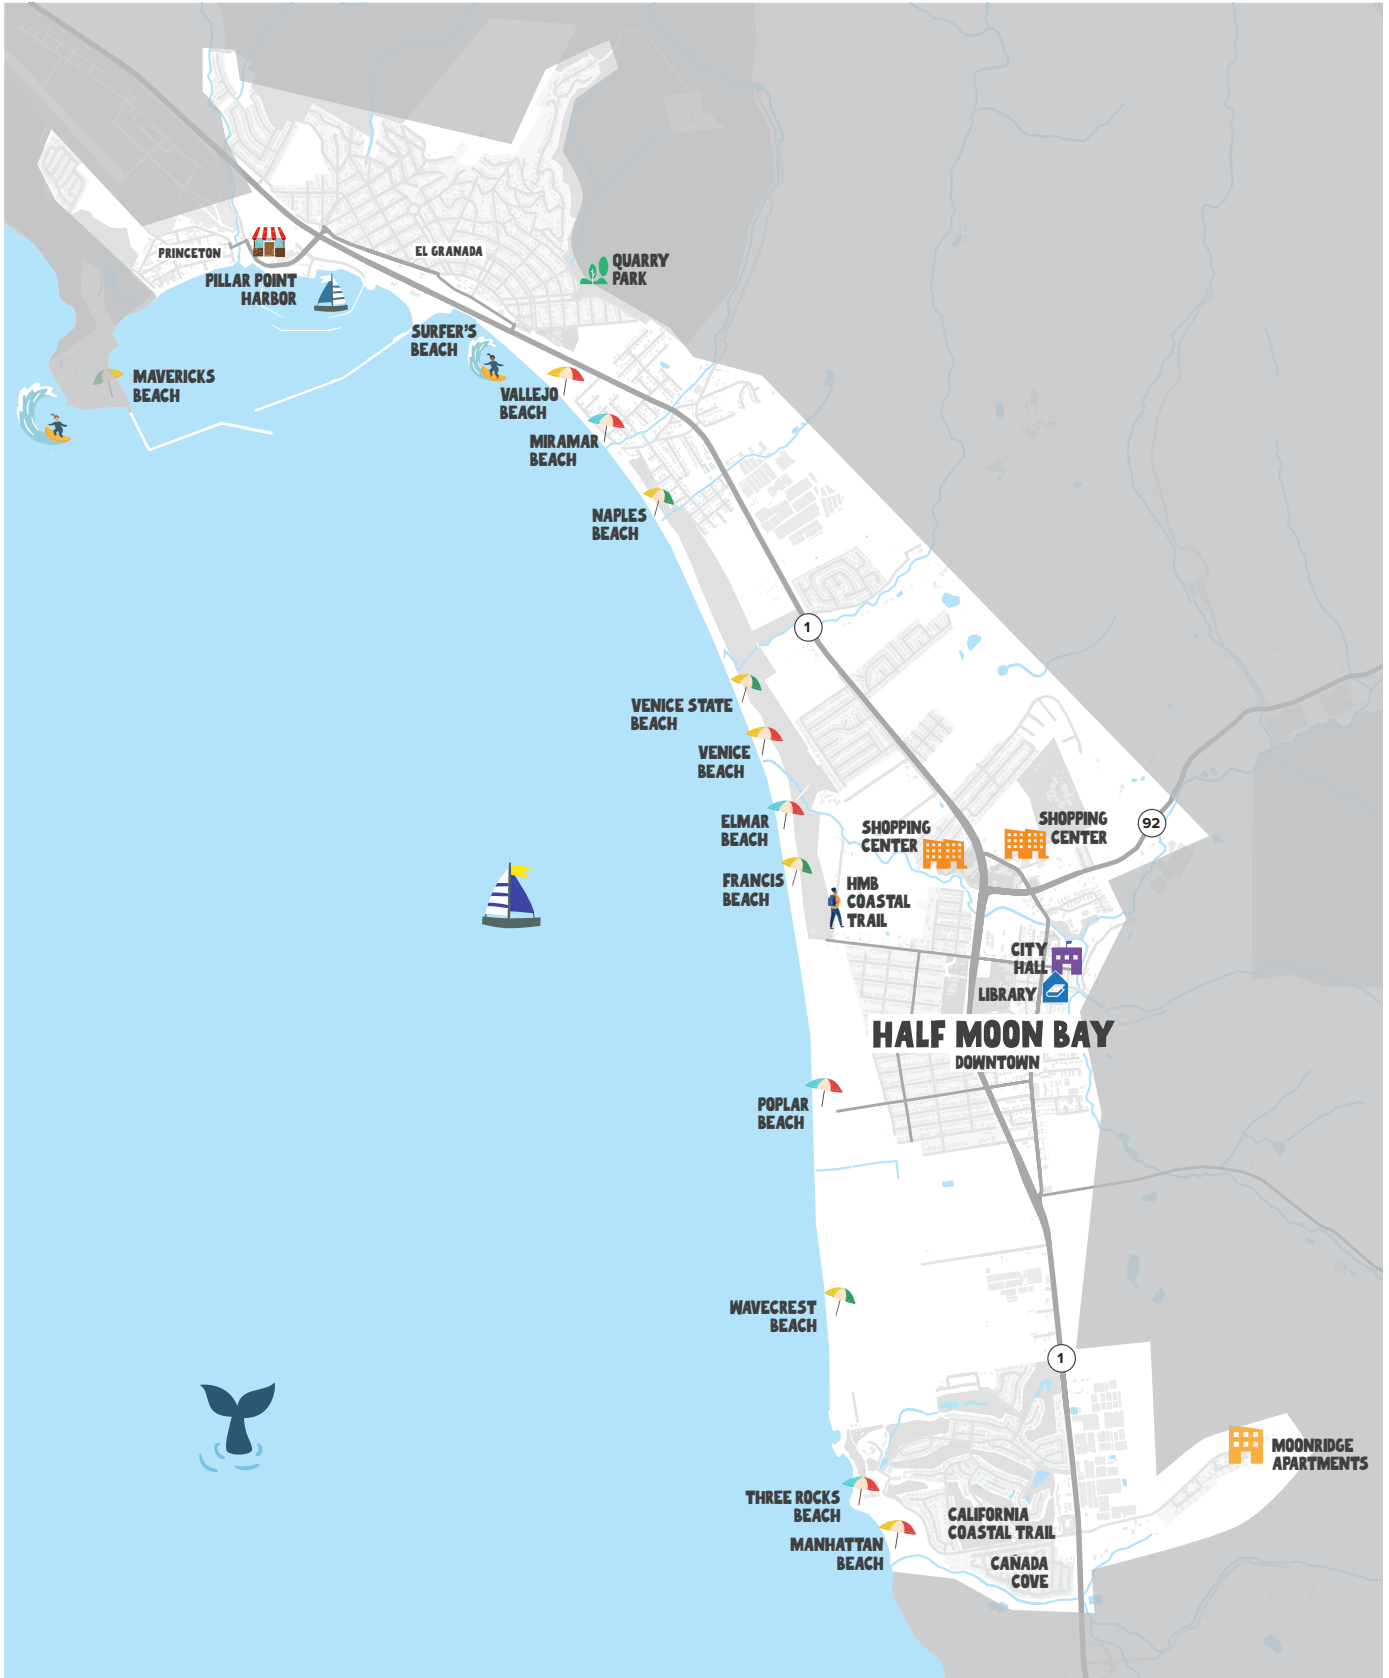 PRINCETON
EL GRANADA
PILLAR POINT
HARBOR
QUARRY
PARK
SURFER'S
BEACH
MAVERICKS
BEACH
VALLEJO
BEACH
MIRAMAR
BEACH
NAPLES
BEACH
1
VENICE STATE
BEACH
VENICE
BEACH
ELMAR
BEACH
SHOPPING
CENTER
SHOPPING
CENTER
92
FRANCIS
BEACH
HMB
COASTAL
TRAIL
CITY
HALL
LIBRARY
HALF MOON BAY
DOWNTOWN
POPLAR
BEACH
WAVECREST
BEACH
1
MOONRIDGE
APARTMENTS
THREE ROCKS
BEACH
CALIFORNIA
COASTAL TRAIL
MANHATTAN
BEACH
CAÑADA
COVE